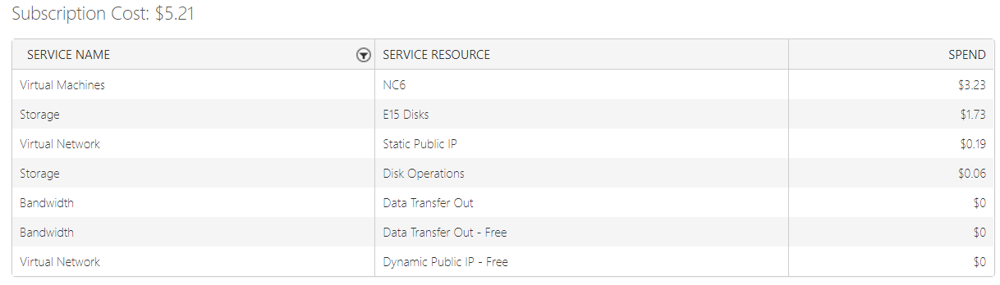 Subscription Cost: $5.21
SERVICE NAME SERVICE RESOURCE SPEND
Virtual Machines NC6 $3.23
Storage E15 Disks $1.73
Virtual Network Static Public IP $0.19
Storage Disk Operations $0.06
Bandwidth Data Transfer Out $0
Bandwidth Data Transfer Out - Free $0
Virtual Network Dynamic Public IP - Free $0